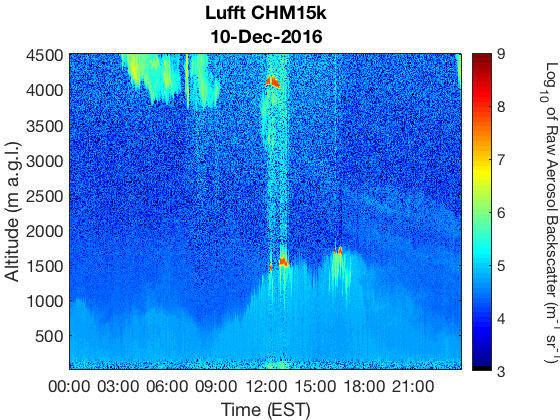 Lufft CHM15k
10-Dec-2016
4500
4000
3500
3000
2500
2000
1500
1000
500
Altitude (m a.g.l.)
00:00 03:00 06:00 09:00 12:00 15:00 18:00 21:00
Time (EST)
9
8
7
6
5
4
3
Log10 of Raw Aerosol Backscatter (m-1 sr-1)